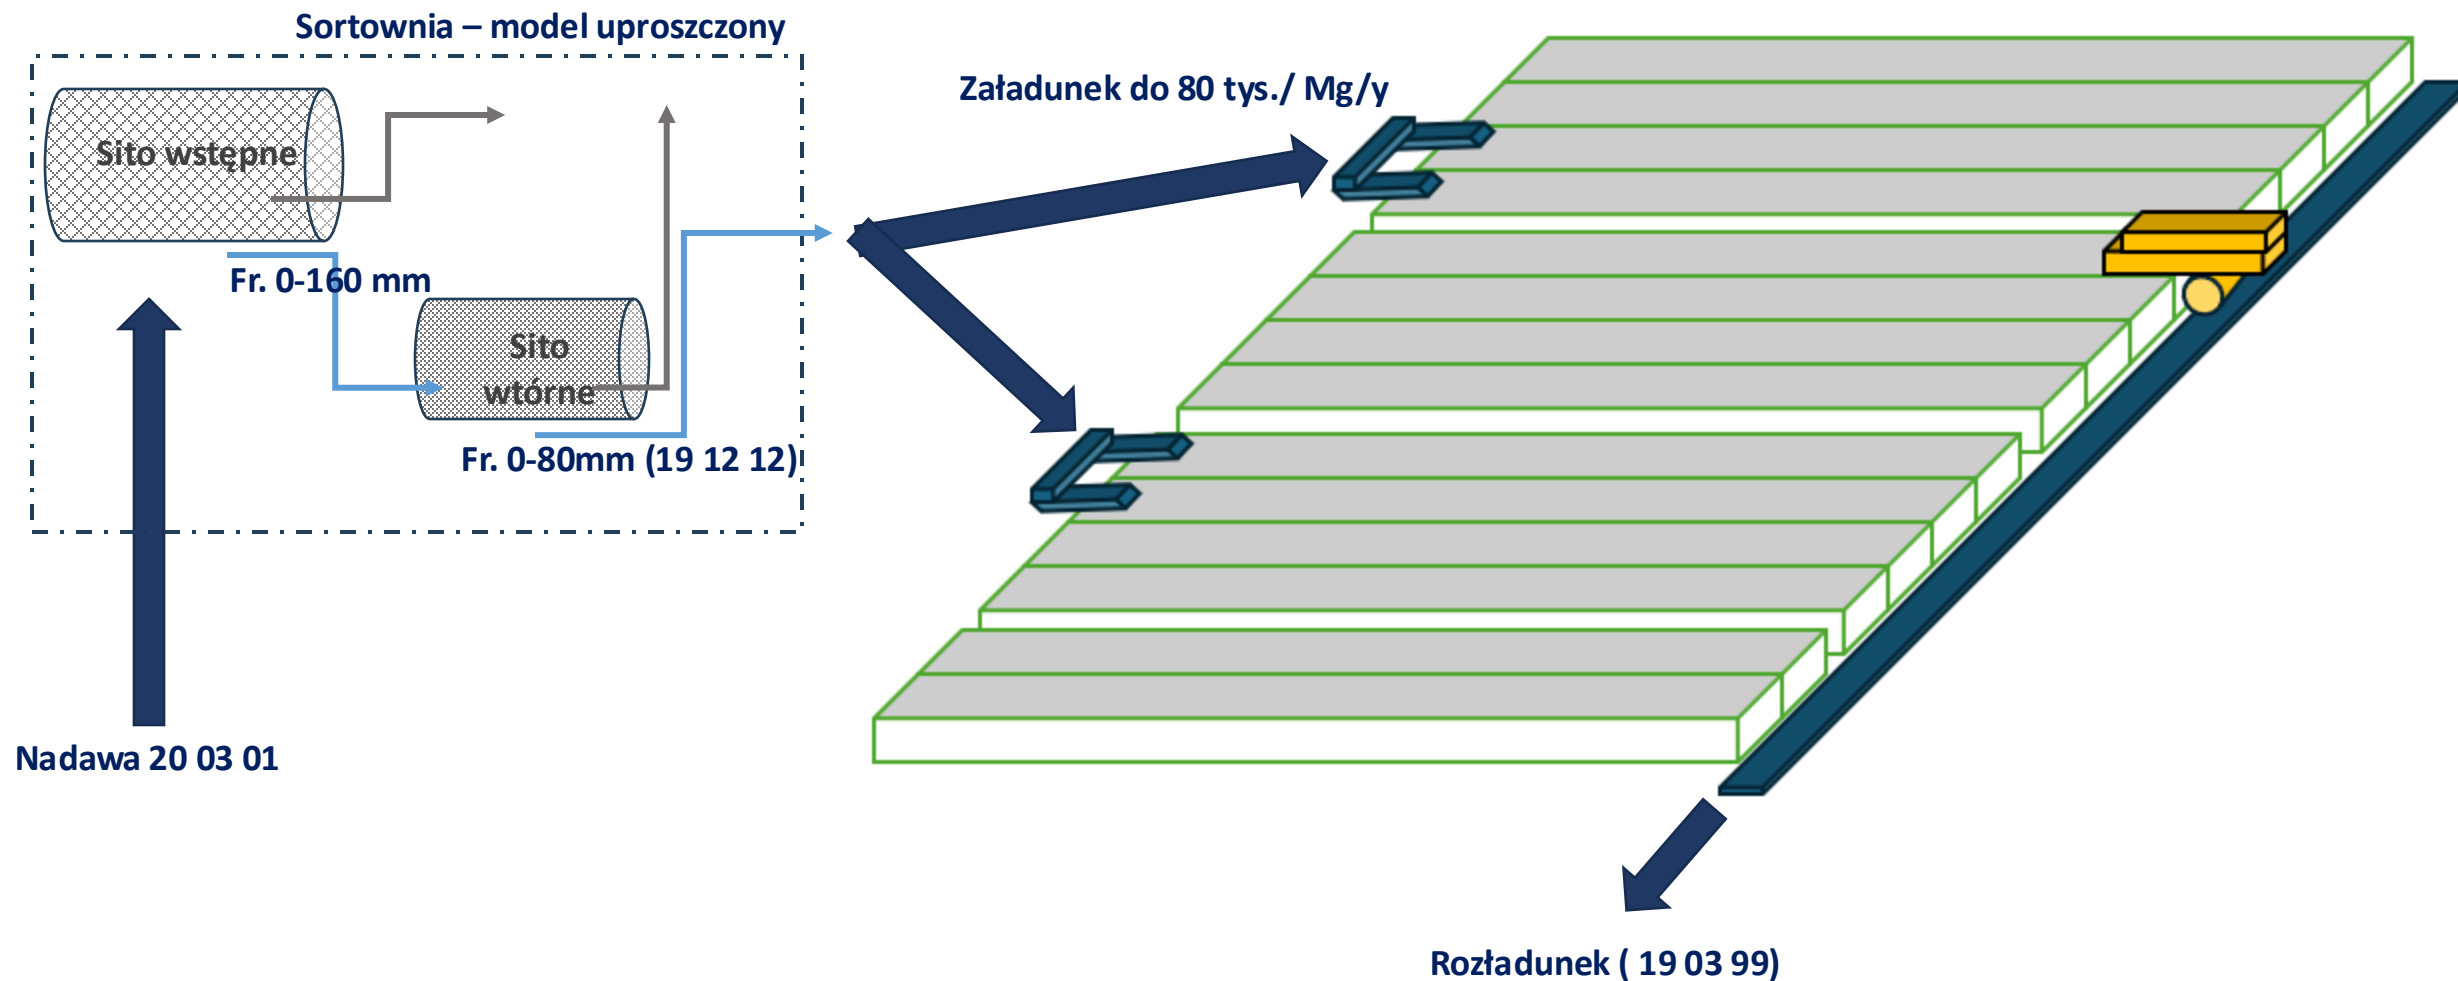 Sortownia – model uproszczony
Załadunek do 80 tys./ Mg/y
Sito wstępne
Fr. 0-160 mm
Sito
wtórne
Fr. 0-80mm (19 12 12)
Nadawa 20 03 01
Rozładunek ( 19 03 99)